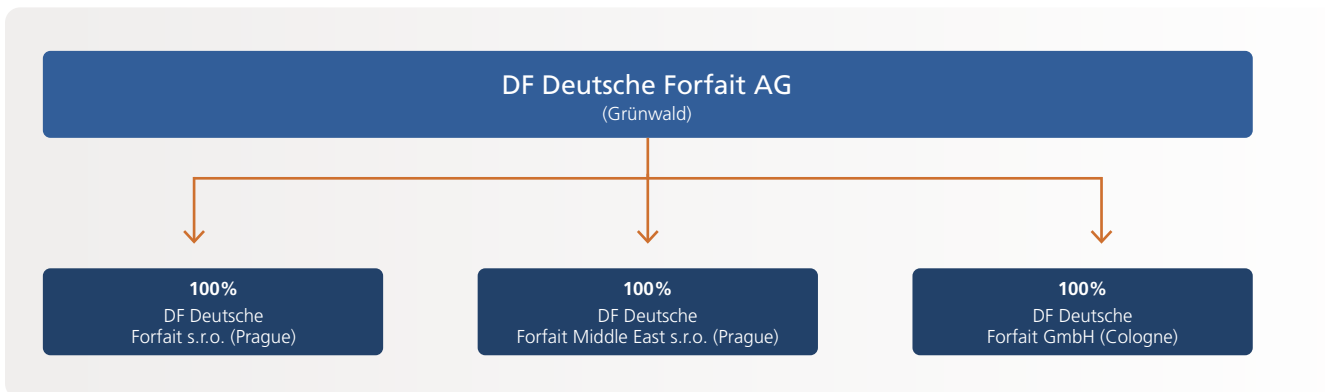 DF Deutsche Forfait AG
(Grünwald)
100%
DF Deutsche
Forfait s.r.o. (Prague)
100%
DF Deutsche
Forfait Middle East s.r.o. (Prague)
100%
DF Deutsche
Forfait GmbH (Cologne)